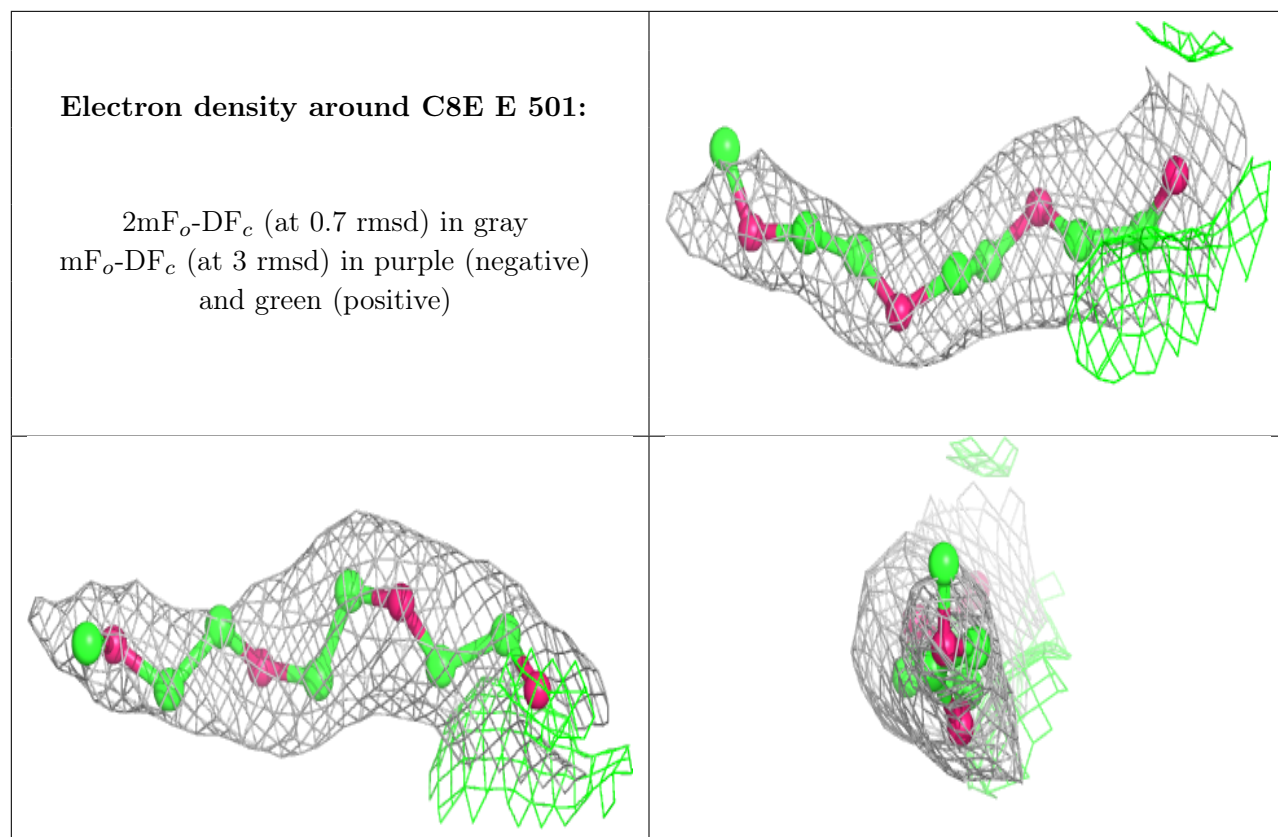 Electron density around C8E E 501:
2mFₒ-DF𝒸 (at 0.7 rmsd) in gray
mFₒ-DF𝒸 (at 3 rmsd) in purple (negative)
and green (positive)